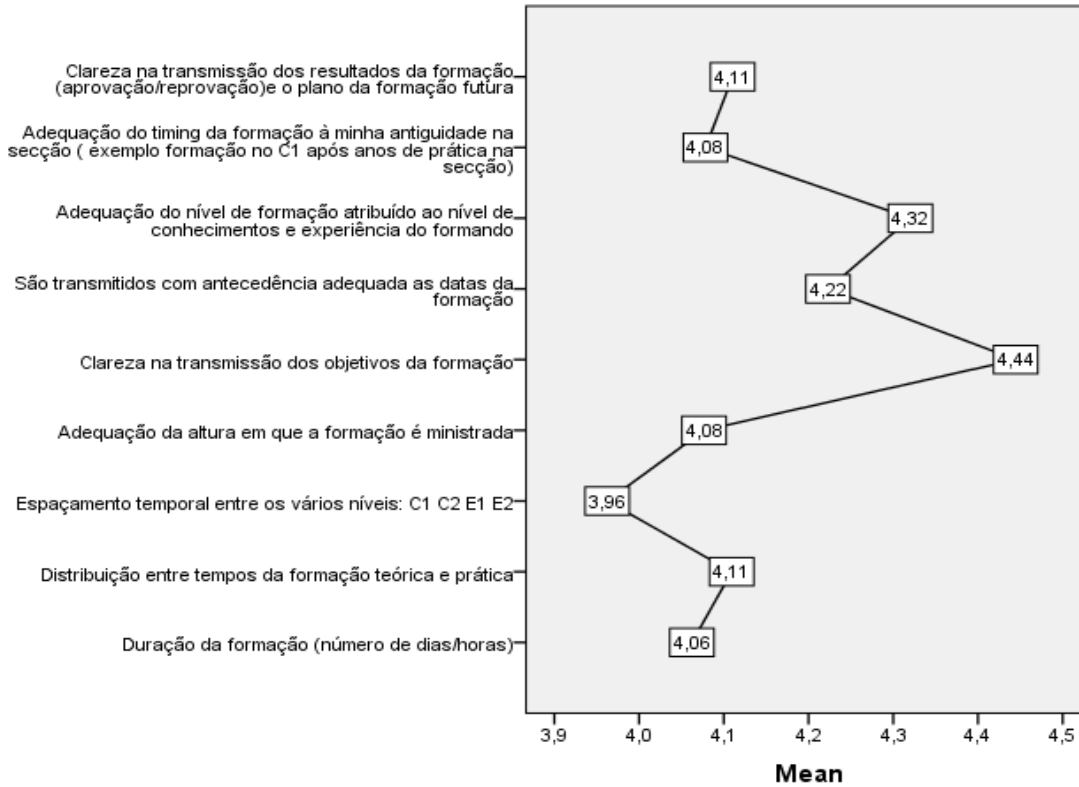 Clareza na transmissão dos resultados da formação
(aprovação/reprovação)e o plano da formação futura
4,11
Adequação do timing da formação à minha antiguidade na
secção ( exemplo formação no C1 após anos de prática na
secção)
4,08
Adequação do nível de formação atribuído ao nível de
conhecimentos e experiência do formando
4,32
São transmitidos com antecedência adequada as datas da
formação
4,22
Clareza na transmissão dos objetivos da formação
4,44
Adequação da altura em que a formação é ministrada
4,08
Espaçamento temporal entre os vários níveis: C1 C2 E1 E2
3,96
Distribuição entre tempos da formação teórica e prática
4,11
Duração da formação (número de dias/horas)
4,06
3,9 4,0 4,1 4,2 4,3 4,4 4,5
Mean